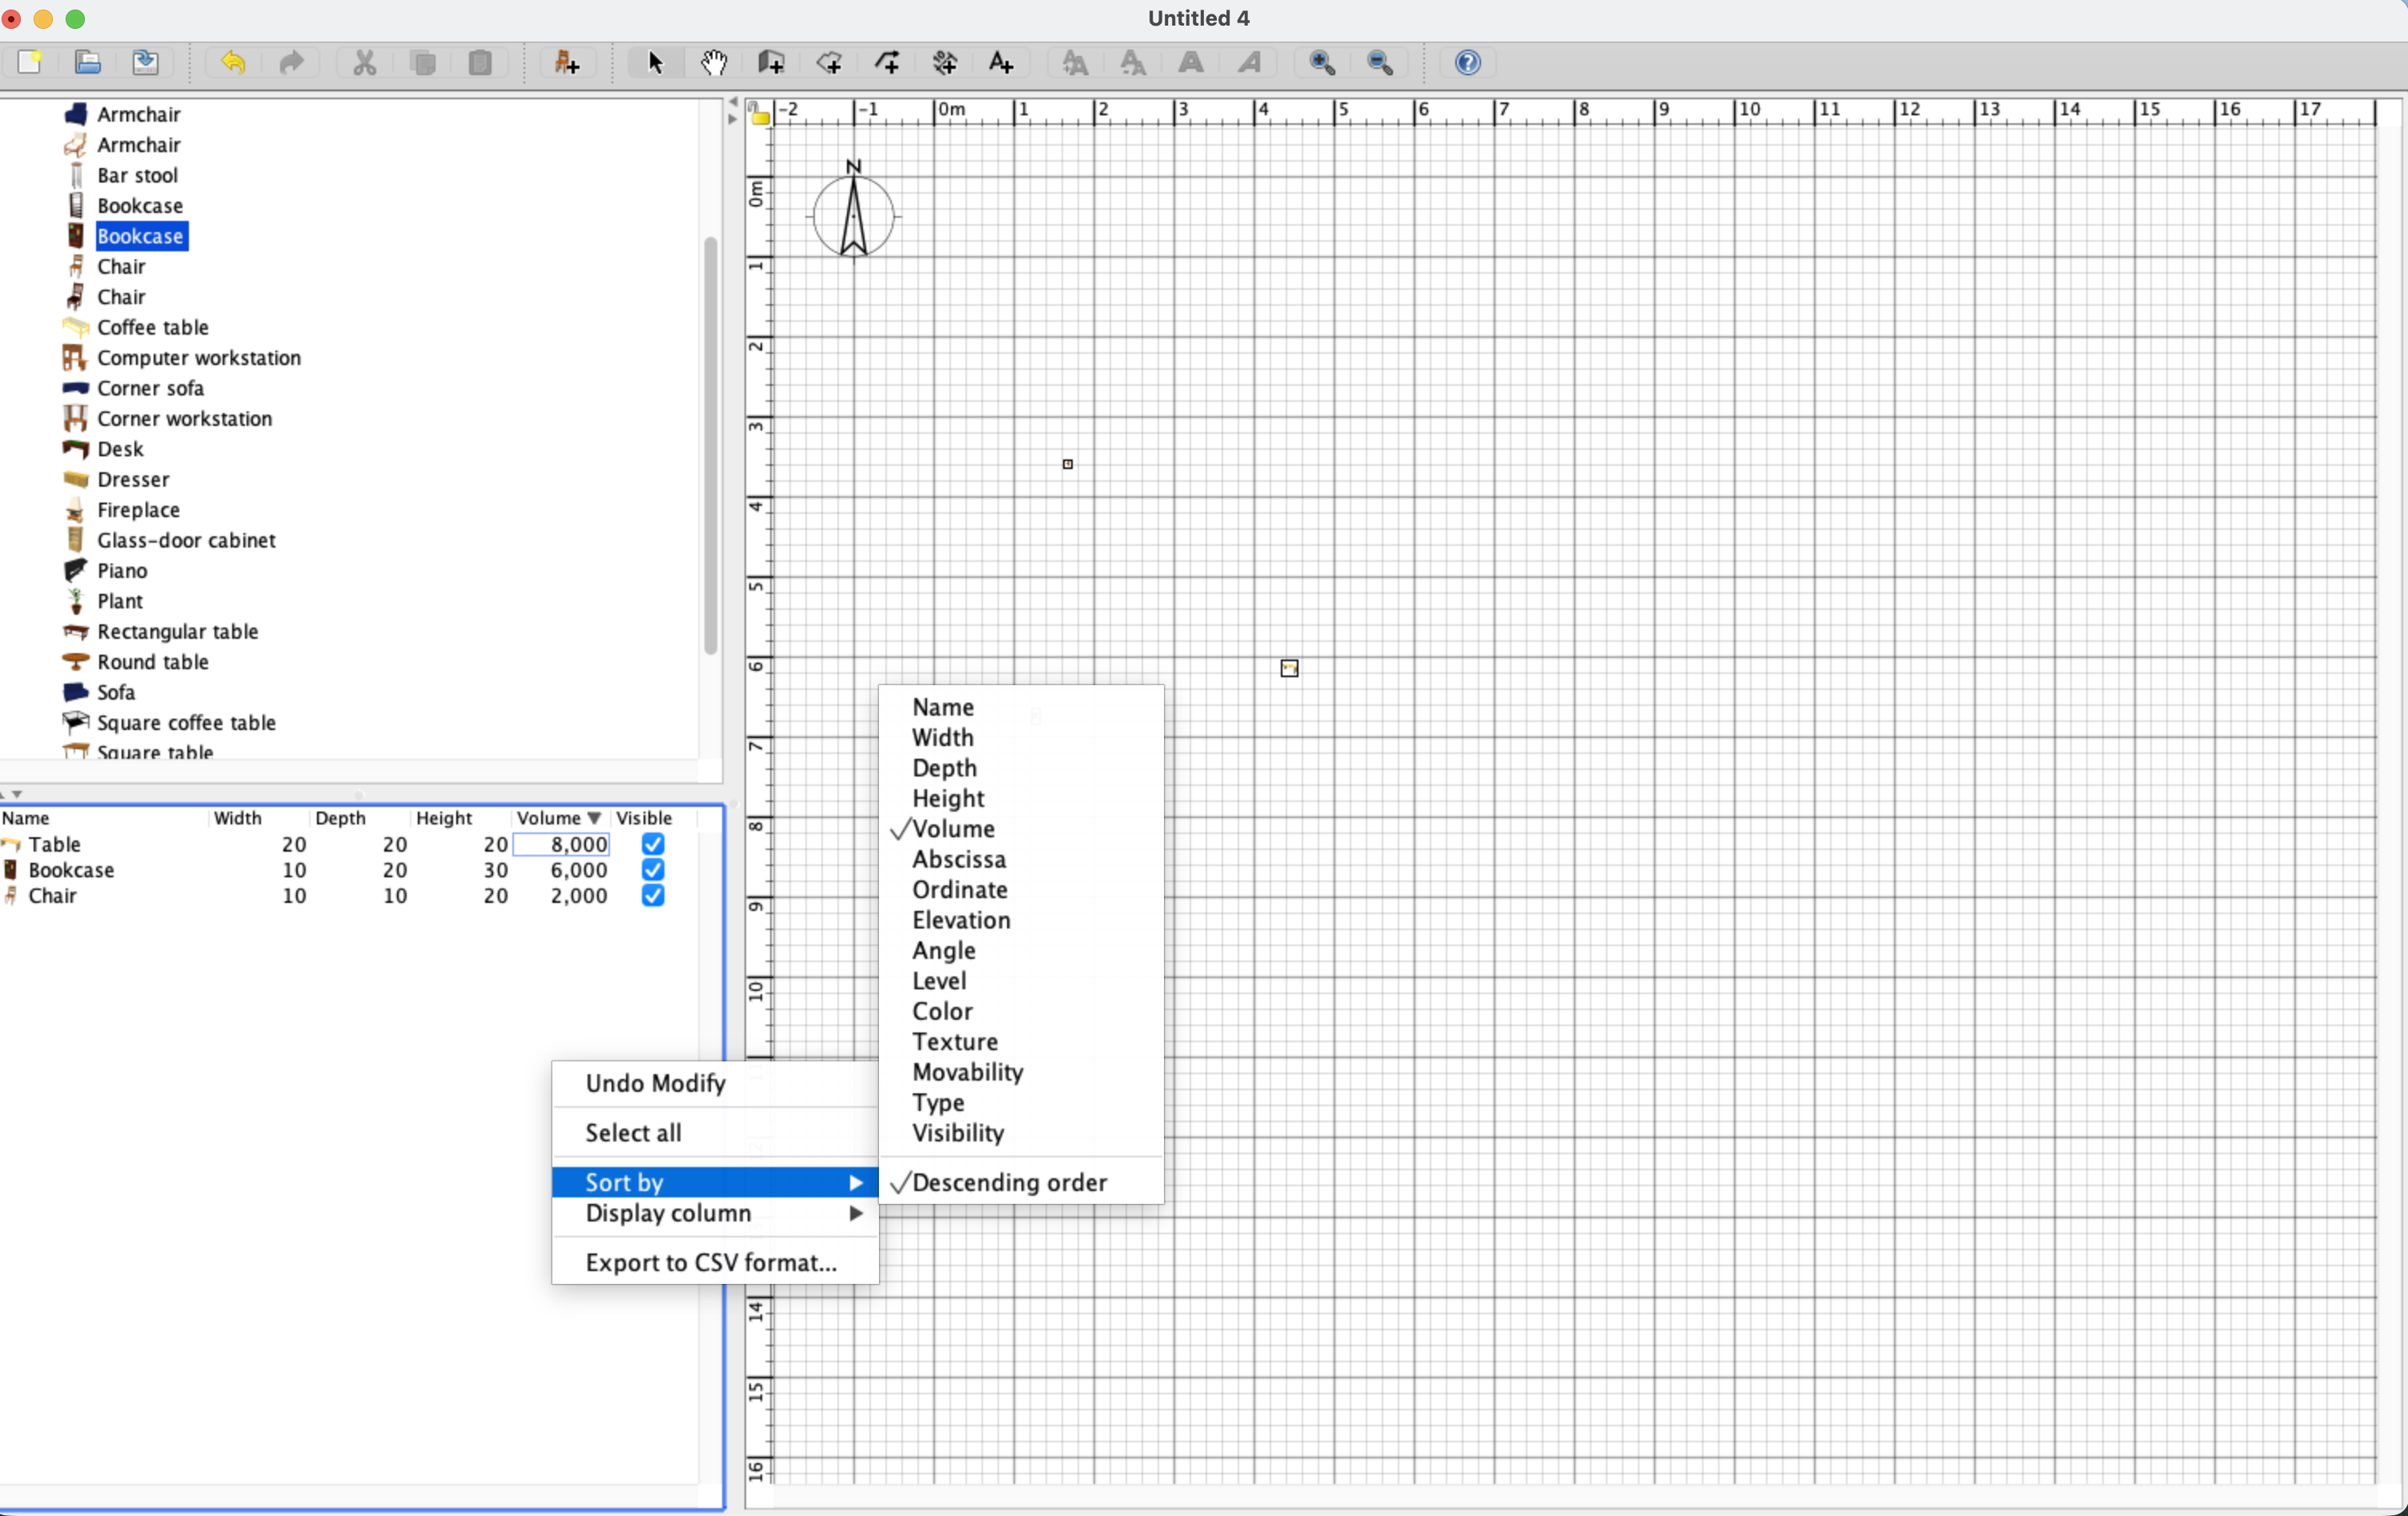 Untitled 4
-2 -1 0m 1 2 3 4 5 6 7 8 9 10 11 12 13 14 15 16 17
Armchair
Armchair
Bar stool
Bookcase
Bookcase
Chair
Chair
Coffee table
Computer workstation
Corner sofa
Corner workstation
Desk
Dresser
Fireplace
Glass-door cabinet
Piano
Plant
Rectangular table
Round table
Sofa
Square coffee table
Square table
Name Width Depth Height Volume Visible
Table 20 20 20 8,000
Bookcase 10 20 30 6,000
Chair 10 10 20 2,000
N
0m
1
2
3
4
5
6
7
8
9
10
14
15
16
Undo Modify
Select all
Sort by
Display column
Export to CSV format...
Name
Width
Depth
Height
Volume
Abscissa
Ordinate
Elevation
Angle
Level
Color
Texture
Movability
Type
Visibility
Descending order